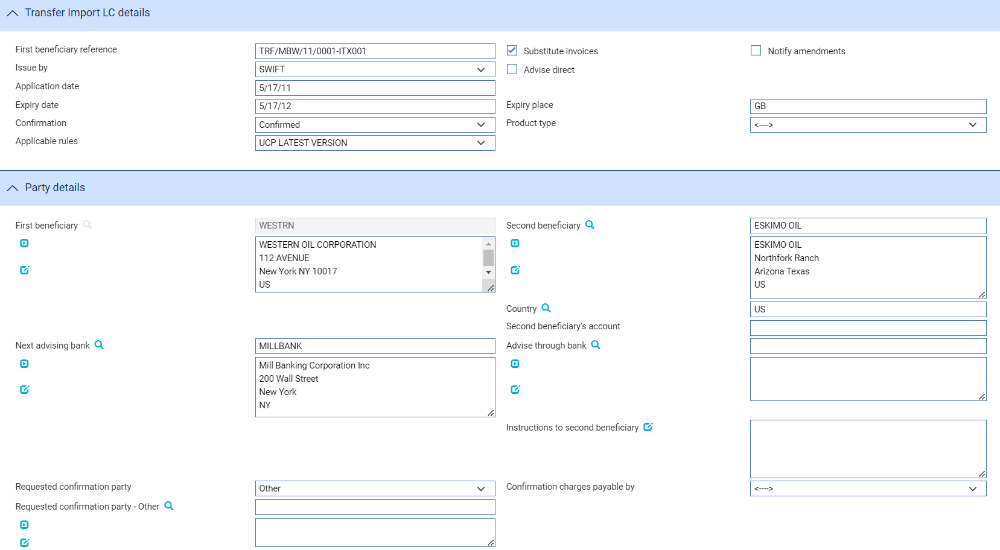 Transfer Import LC details
First beneficiary reference
TRF/MBW/11/0001-ITX001
Substitute invoices
Notify amendments
Issue by
SWIFT
Advise direct
Application date
5/17/11
Expiry date
5/17/12
Expiry place
GB
Confirmation
Confirmed
Product type
<---->
Applicable rules
UCP LATEST VERSION
Party details
First beneficiary
WESTRN
WESTERN OIL CORPORATION
112 AVENUE
New York NY 10017
US
Second beneficiary
ESKIMO OIL
ESKIMO OIL
Northfork Ranch
Arizona Texas
US
Country
US
Second beneficiary's account
Next advising bank
MILLBANK
Mill Banking Corporation Inc
200 Wall Street
New York
NY
Advise through bank
Instructions to second beneficiary
Requested confirmation party
Other
Confirmation charges payable by
<---->
Requested confirmation party - Other